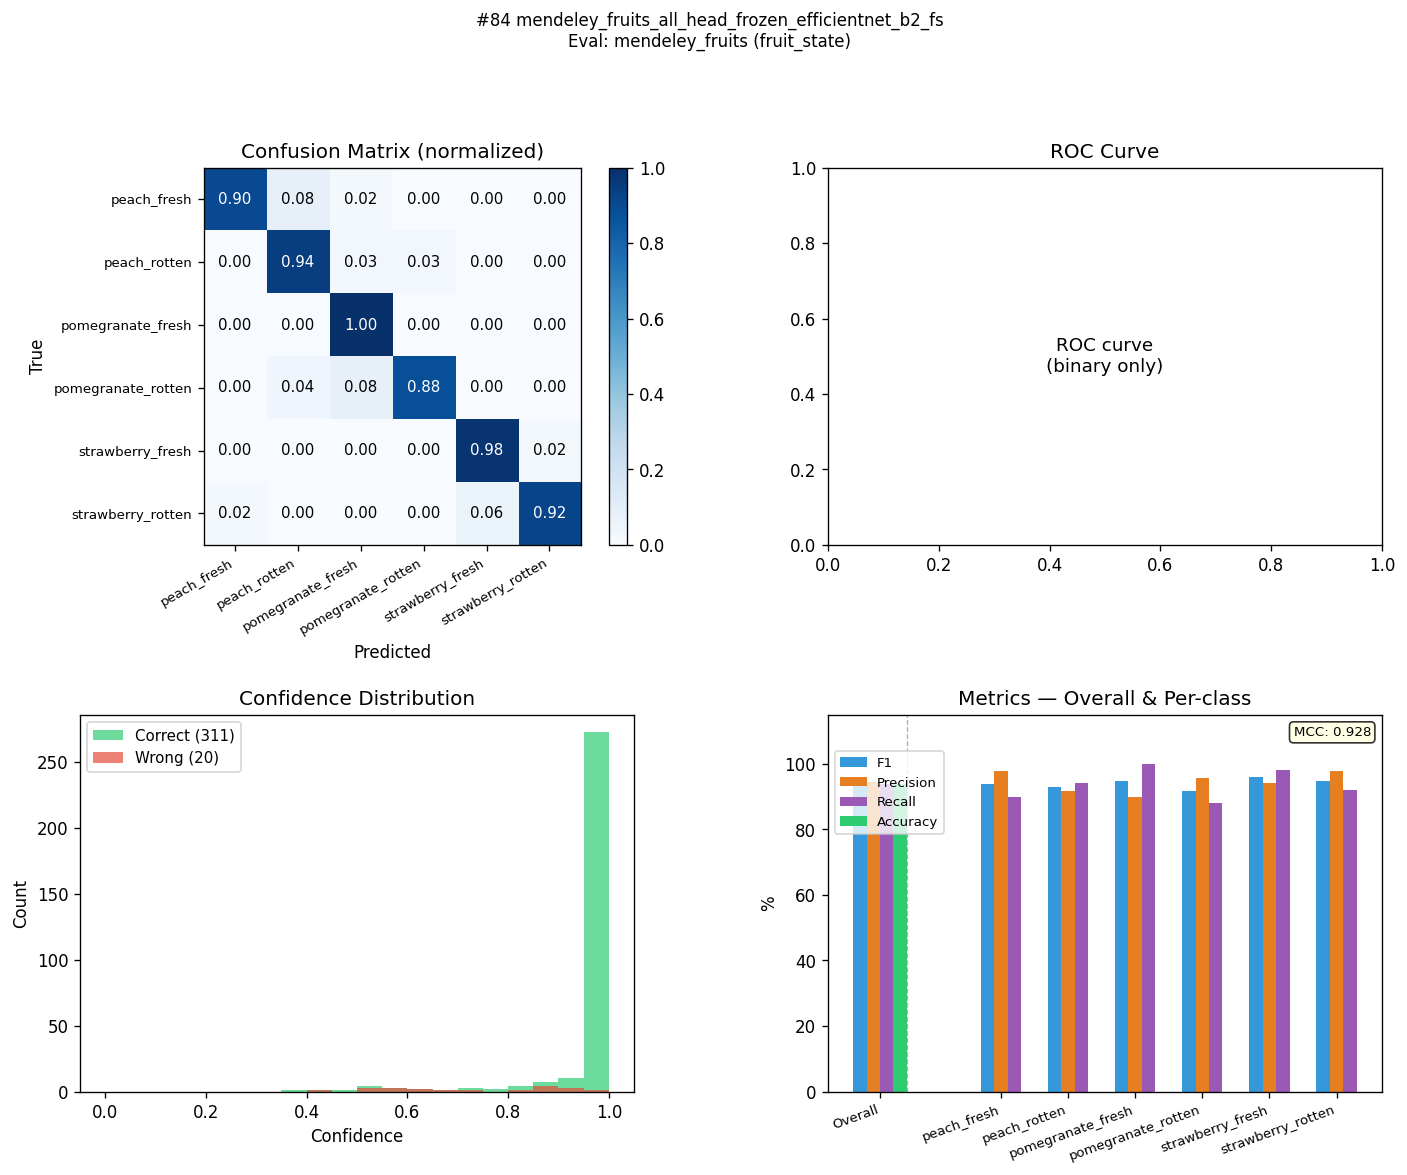 #84 mendeley_fruits_all_head_frozen_efficientnet_b2_fs
Eval: mendeley_fruits (fruit_state)
Confusion Matrix (normalized)
True
peach_fresh 0.90 0.08 0.02 0.00 0.00 0.00
peach_rotten 0.00 0.94 0.03 0.03 0.00 0.00
pomegranate_fresh 0.00 0.00 1.00 0.00 0.00 0.00
pomegranate_rotten 0.00 0.04 0.08 0.88 0.00 0.00
strawberry_fresh 0.00 0.00 0.00 0.00 0.98 0.02
strawberry_rotten 0.02 0.00 0.00 0.00 0.06 0.92
peach_fresh peach_rotten pomegranate_fresh pomegranate_rotten strawberry_fresh strawberry_rotten
Predicted
1.0
0.8
0.6
0.4
0.2
0.0
ROC Curve
1.0
0.8
0.6
0.4
0.2
0.0
ROC curve
(binary only)
0.0 0.2 0.4 0.6 0.8 1.0
Confidence Distribution
Correct (311)
Wrong (20)
Count
250
200
150
100
50
0
0.0 0.2 0.4 0.6 0.8 1.0
Confidence
Metrics — Overall & Per-class
MCC: 0.928
F1
Precision
Recall
Accuracy
%
100
80
60
40
20
0
Overall peach_fresh peach_rotten pomegranate_fresh pomegranate_rotten strawberry_fresh strawberry_rotten